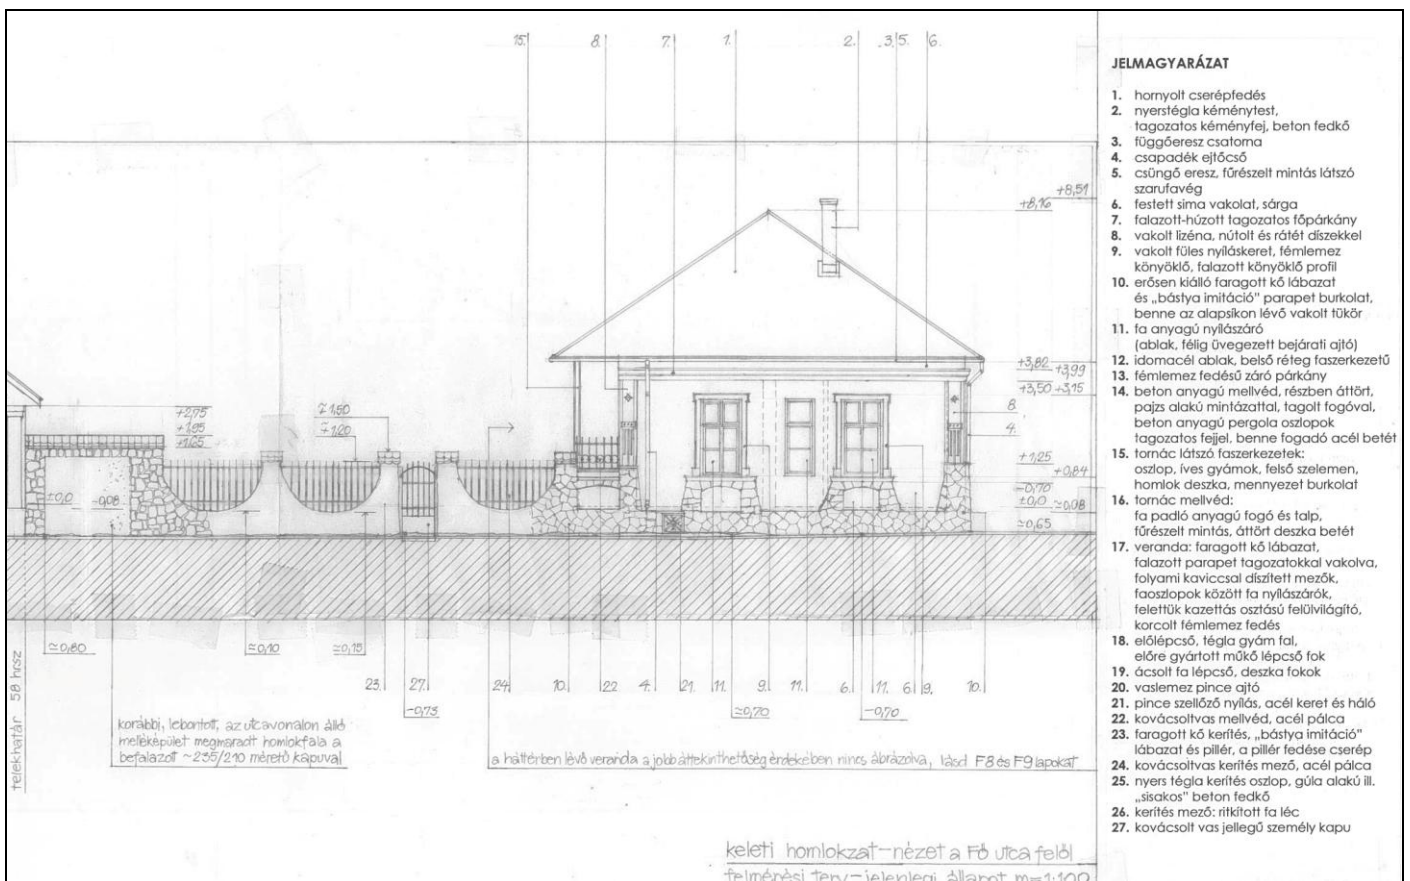 15. 8. 7. 1. 2. 3. 5. 6.
+8,51
+8,16
+3,82 +3,99
+3,50 +3,15
8.
4.
+2,75
+1,95
+1,65
1,50
1,20
+1,25
+0,84
-0,70
±0,0 ≈0,08
≈0,65
±0,0 -0,08
≈0,80 ≈0,10 ≈0,15
23. 27. 24. 10. 22. 4. 21. 11. 9. 11. 6. 11. 6. 9. 10.
-0,73 ≈0,70 -0,70
telekhatár 58 hrsz
korábbi, lebontott, az utcavonalon álló
melléképület megmaradt homlokfala a
befalazott ~235/210 méretű kapuval
a háttérben lévő veranda a jobb áttekinthetőség érdekében nincs ábrázolva, lásd F8 és F9 lapokat
keleti homlokzat-nézet a Fő utca felől
felmérési terv-jelenlegi állapot m=1:100
JELMAGYARÁZAT
1. hornyolt cserépfedés
2. nyerstégla kéménytest,
tagozatos kéményfej, beton fedkő
3. függőeresz csatorna
4. csapadék ejtőcső
5. csüngő eresz, fűrészelt mintás látszó
szarufavég
6. festett sima vakolat, sárga
7. falazott-húzott tagozatos főpárkány
8. vakolt lizéna, nútolt és rátét díszekkel
9. vakolt füles nyíláskeret, fémlemez
könyöklő, falazott könyöklő profil
10. erősen kiálló faragott kő lábazat
és „bástya imitáció" parapet burkolat,
benne az alapsíkon lévő vakolt tükör
11. fa anyagú nyílászáró
(ablak, félig üvegezett bejárati ajtó)
12. idomacél ablak, belső réteg faszerkezetű
13. fémlemez fedésű záró párkány
14. beton anyagú mellvéd, részben áttört,
pajzs alakú mintázattal, tagolt fogóval,
beton anyagú pergola oszlopok
tagozatos fejjel, benne fogadó acél betét
15. tornác látszó faszerkezetek:
oszlop, íves gyámok, felső szelemen,
homlok deszka, mennyezet burkolat
16. tornác mellvéd:
fa padló anyagú fogó és talp,
fűrészelt mintás, áttört deszka betét
17. veranda: faragott kő lábazat,
falazott parapet tagozatokkal vakolva,
folyami kaviccsal díszített mezők,
faoszlopok között fa nyílászárók,
felettük kazettás osztású felülvilágító,
korcolt fémlemez fedés
18. előlépcső, tégla gyám fal,
előre gyártott műkő lépcső fok
19. ácsolt fa lépcső, deszka fokok
20. vaslemez pince ajtó
21. pince szellőző nyílás, acél keret és háló
22. kovácsoltvas mellvéd, acél pálca
23. faragott kő kerítés, „bástya imitáció"
lábazat és pillér, a pillér fedése cserép
24. kovácsoltvas kerítés mező, acél pálca
25. nyers tégla kerítés oszlop, gúla alakú ill.
„sisakos" beton fedkő
26. kerítés mező: ritkított fa léc
27. kovácsolt vas jellegű személy kapu